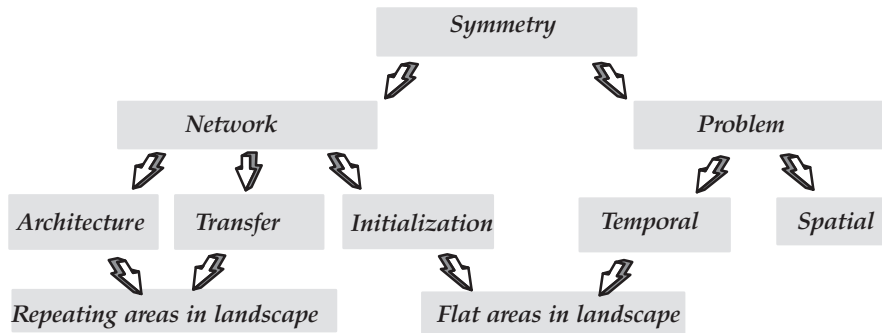 Symmetry
Network
Problem
Architecture
Transfer
Initialization
Temporal
Spatial
Repeating areas in landscape
Flat areas in landscape